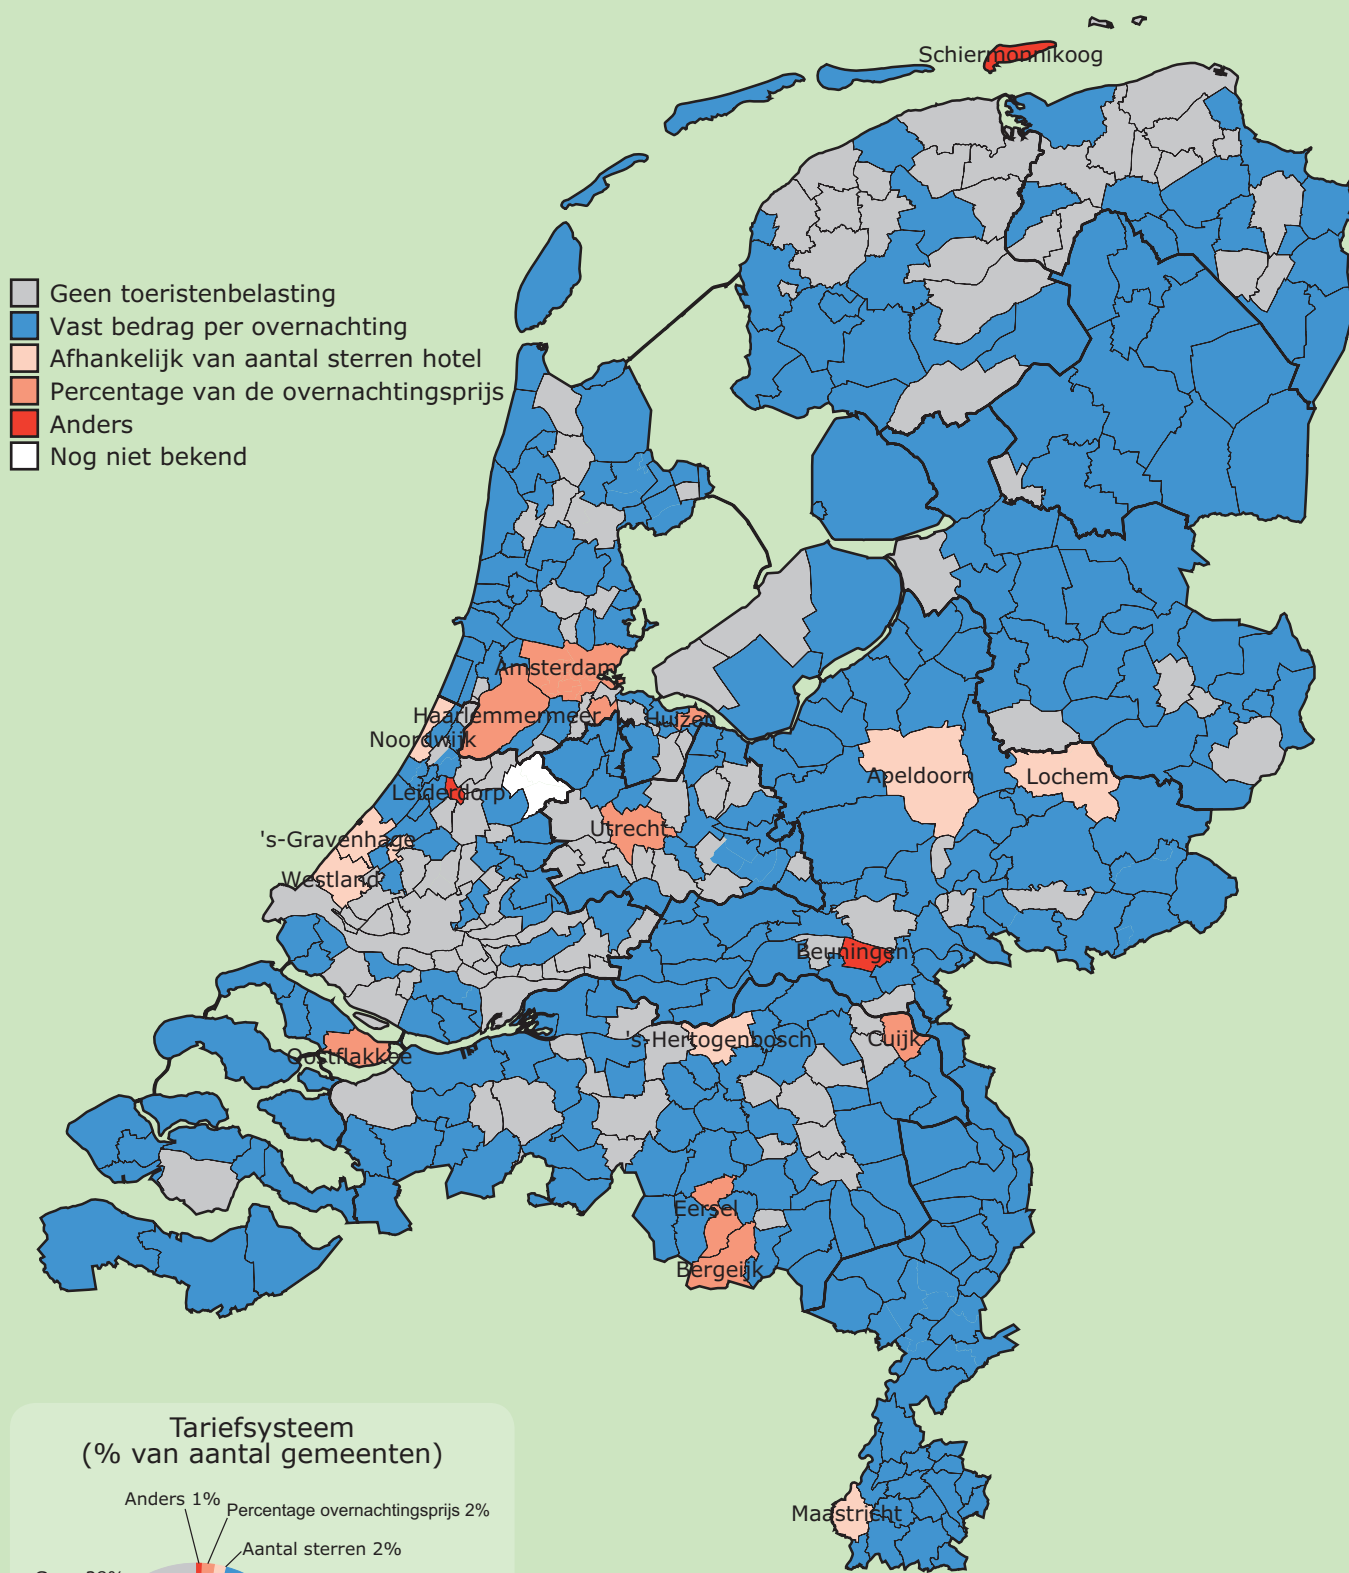 Schiermonnikoog
Geen toeristenbelasting
Vast bedrag per overnachting
Afhankelijk van aantal sterren hotel
Percentage van de overnachtingsprijs
Anders
Nog niet bekend
Amsterdam
Haarlemmermeer
Huizen
Noordwijk
Apeldoorn
Lochem
Leiderdorp
Utrecht
's-Gravenhage
Westland
Beuningen
's-Hertogenbosch
Cuijk
Oostflakkee
Eersel
Bergeijk
Maastricht
Tariefsysteem
(% van aantal gemeenten)
Anders 1%
Percentage overnachtingsprijs 2%
Aantal sterren 2%